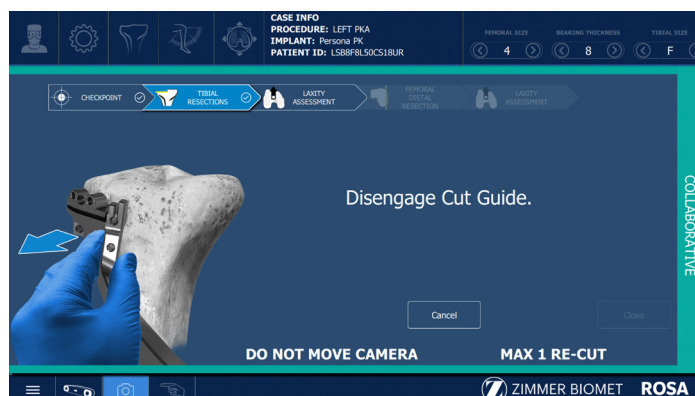 CASE INFO
PROCEDURE: LEFT PKA
IMPLANT: Persona PK
PATIENT ID: LSB8F8L50CS18UR
FEMORAL SIZE
BEARING THICKNESS
TIBIAL SIZE
4
8
F
CHECKPOINT
TIBIAL
RESECTIONS
LAXITY
ASSESSMENT
FEMORAL
DISTAL
RESECTION
LAXITY
ASSESSMENT
COLLABORATIVE
Disengage Cut Guide.
Cancel
Close
DO NOT MOVE CAMERA
MAX 1 RE-CUT
ZIMMER BIOMET
ROSA